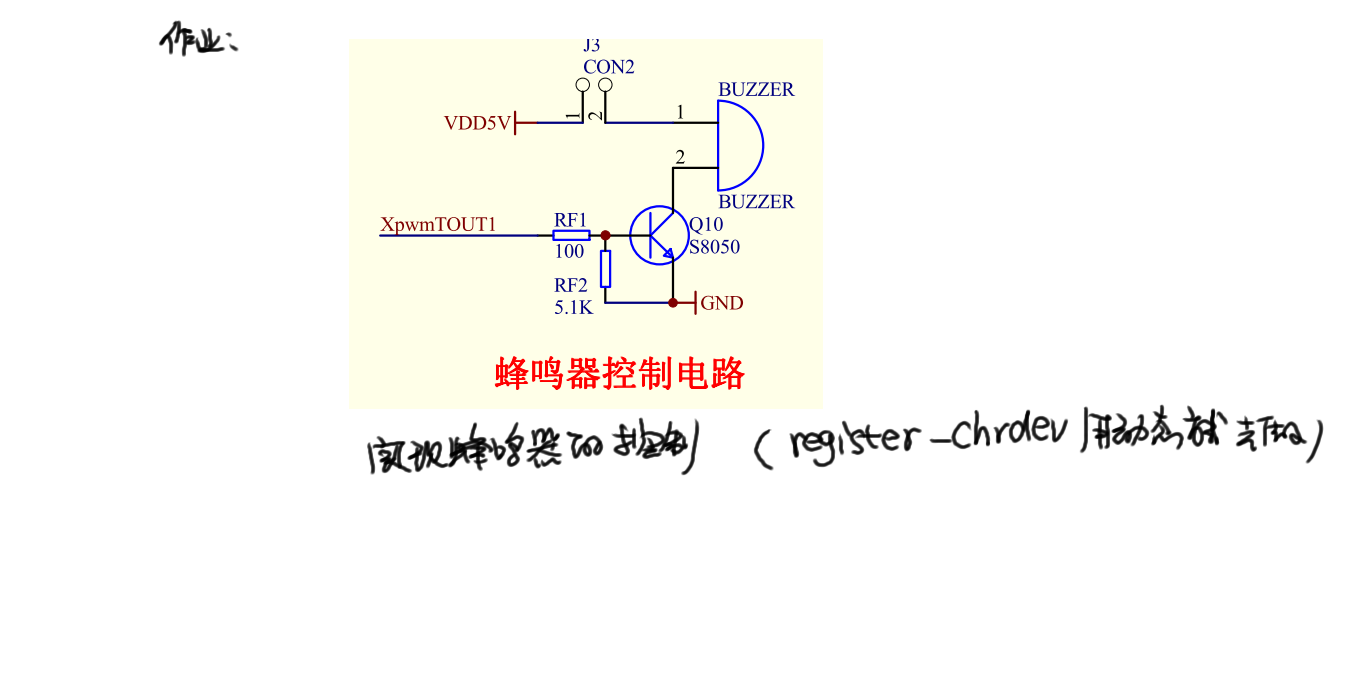 作业:
J3
CON2
BUZZER
VDD5V
1
2
1
2
BUZZER
XpwmTOUT1
RF1
100
Q10
S8050
RF2
5.1K
GND
蜂鸣器控制电路
实现蜂鸣器的控制 (register_chrdev 用动态方式去